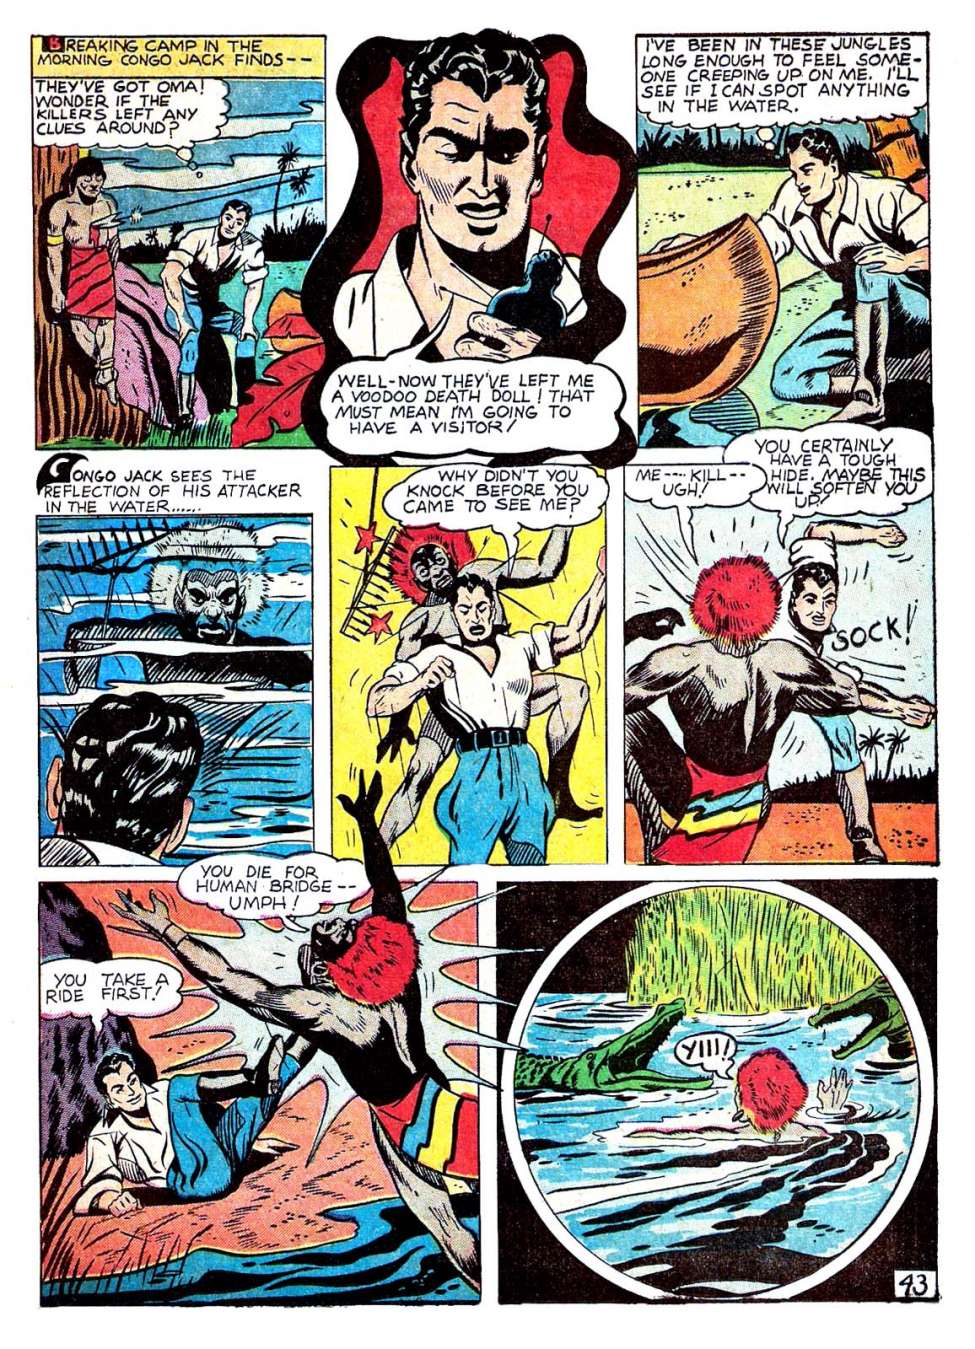 BREAKING CAMP IN THE
MORNING CONGO JACK FINDS--
THEY'VE GOT OMA!
WONDER IF THE
KILLERS LEFT ANY
CLUES AROUND?
WELL-NOW THEY'VE LEFT ME
A VOODOO DEATH DOLL! THAT
MUST MEAN I'M GOING TO
HAVE A VISITOR!
I'VE BEEN IN THESE JUNGLES
LONG ENOUGH TO FEEL SOME-
ONE CREEPING UP ON ME. I'LL
SEE IF I CAN SPOT ANYTHING
IN THE WATER.
CONGO JACK SEES THE
REFLECTION OF HIS ATTACKER
IN THE WATER.....
WHY DIDN'T YOU
KNOCK BEFORE YOU
CAME TO SEE ME?
ME---- KILL--
UGH!
YOU CERTAINLY
HAVE A TOUGH
HIDE. MAYBE THIS
WILL SOFTEN YOU
UP.
SOCK!
YOU DIE FOR
HUMAN BRIDGE--
UMPH!
YOU TAKE A
RIDE FIRST!
YIII!
43